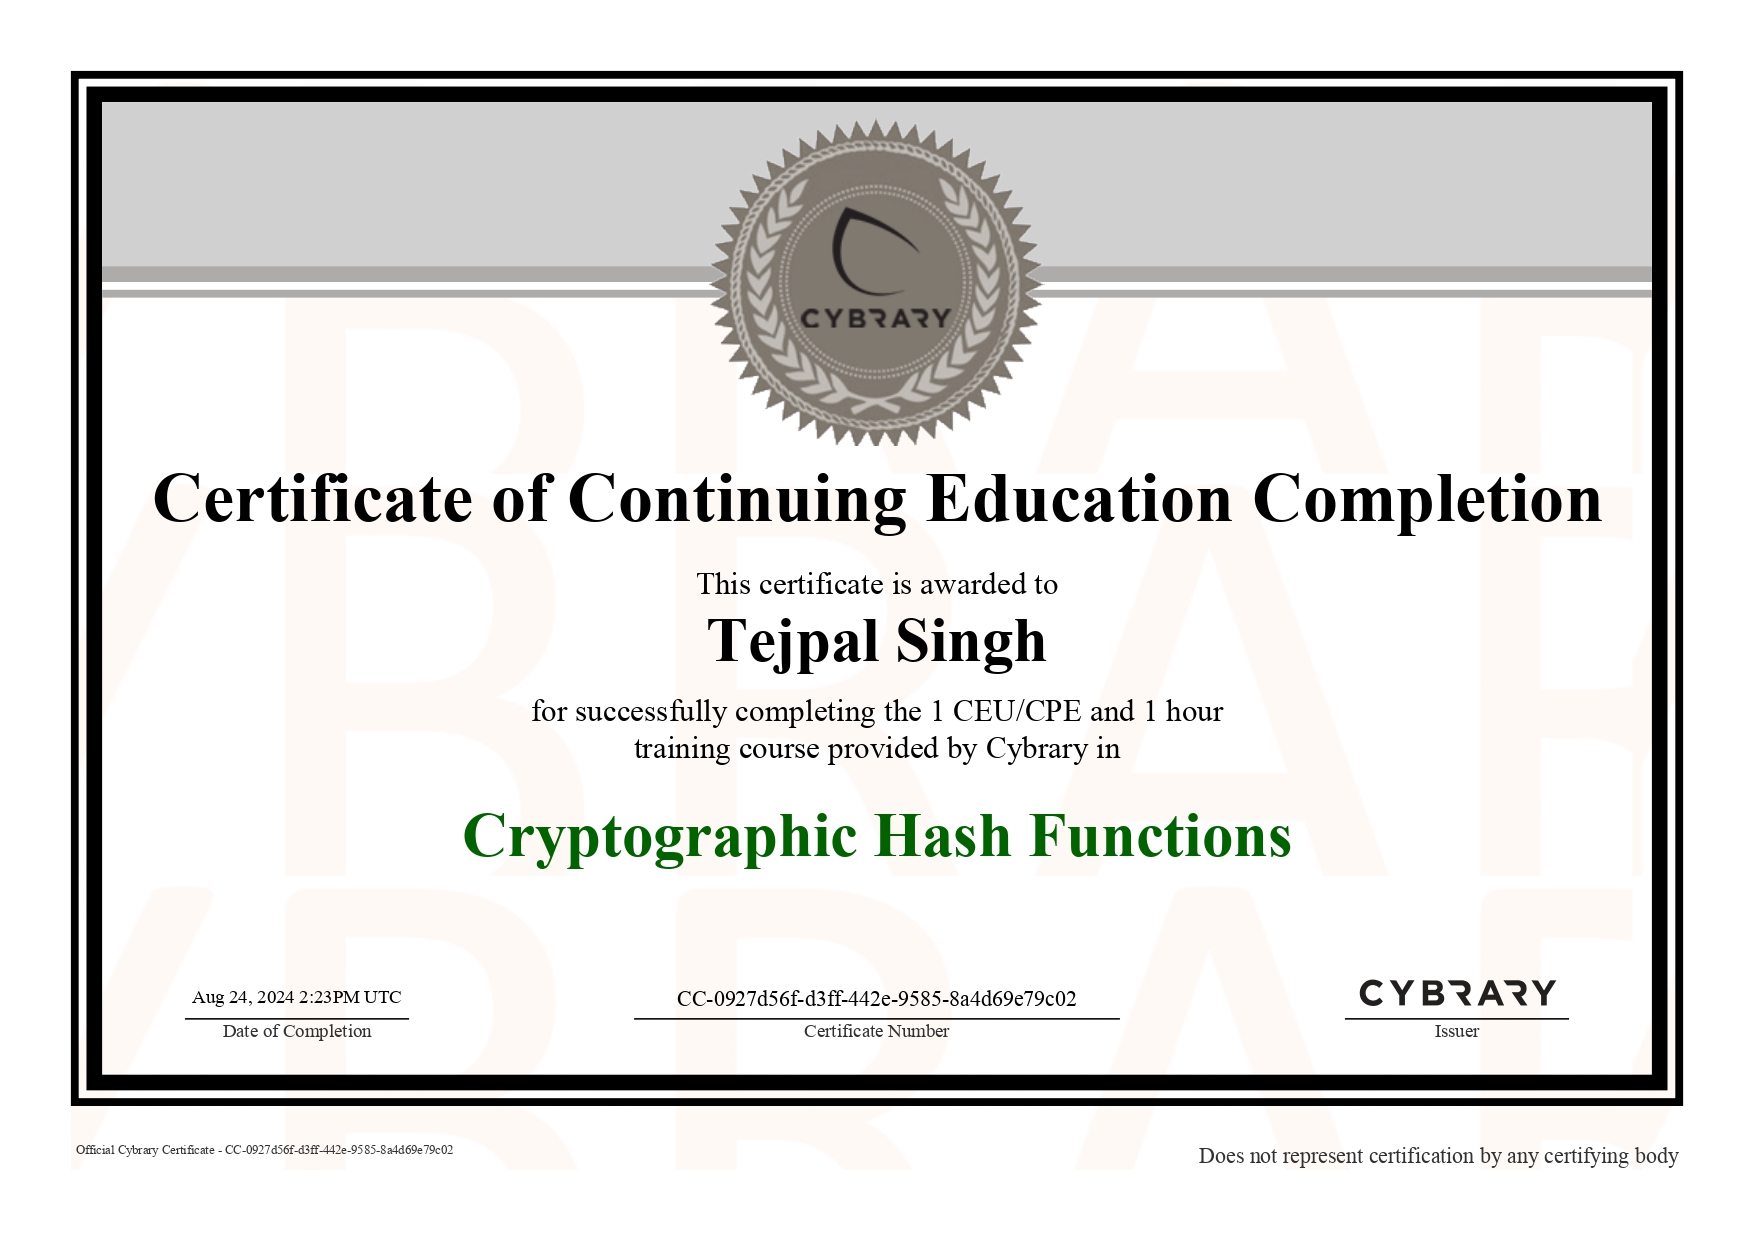 CYBRARY
Certificate of Continuing Education Completion
This certificate is awarded to
Tejpal Singh
for successfully completing the 1 CEU/CPE and 1 hour
training course provided by Cybrary in
Cryptographic Hash Functions
Aug 24, 2024 2:23PM UTC
Date of Completion
CC-0927d56f-d3ff-442e-9585-8a4d69e79c02
Certificate Number
CYBRARY
Issuer
Official Cybrary Certificate - CC-0927d56f-d3ff-442e-9585-8a4d69e79c02
Does not represent certification by any certifying body